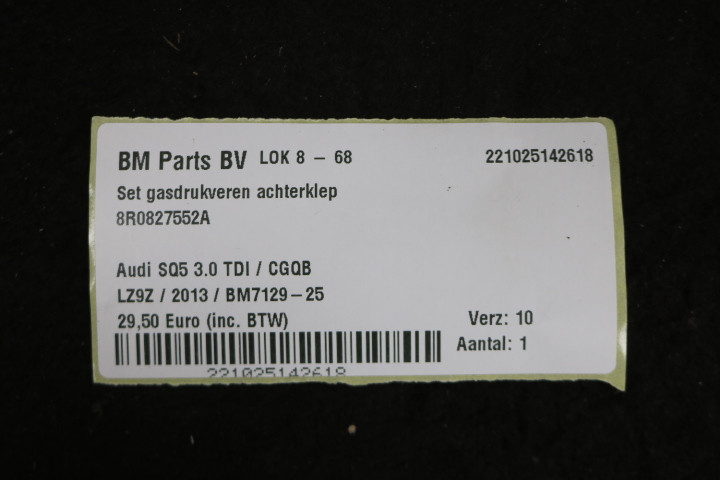 BM Parts BV LOK 8 - 68 221025142618
Set gasdrukveren achterklep
8R0827552A
Audi SQ5 3.0 TDI / CGQB
LZ9Z / 2013 / BM7129-25
29,50 Euro (inc. BTW) Verz: 10
Aantal: 1
221025142618